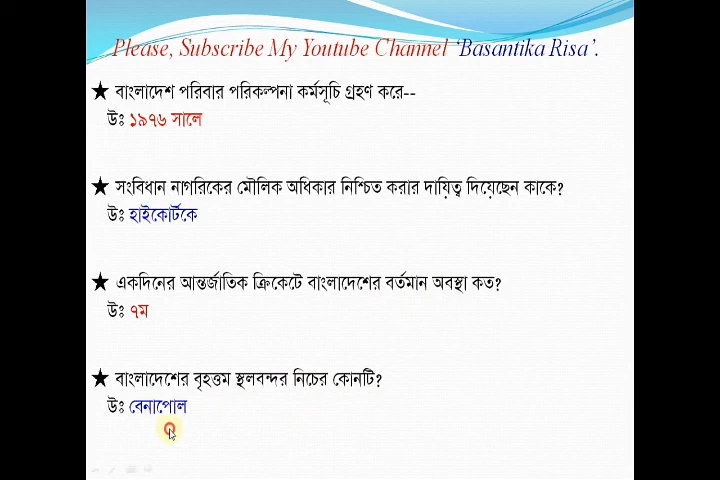 Please, Subscribe My Youtube Channel ‘Basantika Risa’.
★ বাংলাদেশ পরিবার পরিকল্পনা কর্মসূচি গ্রহণ করে--
উঃ ১৯৭৬ সালে
★ সংবিধান নাগরিকের মৌলিক অধিকার নিশ্চিত করার দায়িত্ব দিয়েছেন কাকে?
উঃ হাইকোর্টকে
★ একদিনের আন্তর্জাতিক ক্রিকেটে বাংলাদেশের বর্তমান অবস্থা কত?
উঃ ৭ম
★ বাংলাদেশের বৃহত্তম স্থলবন্দর নিচের কোনটি?
উঃ বেনাপোল